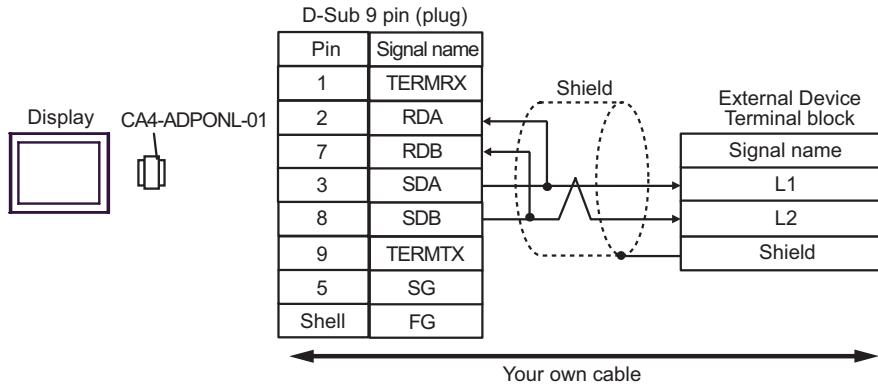 D-Sub 9 pin (plug)
Pin Signal name
1 TERMRX
2 RDA
7 RDB
3 SDA
8 SDB
9 TERMTX
5 SG
Shell FG
Display
CA4-ADPONL-01
Shield
External Device
Terminal block
Signal name
L1
L2
Shield
Your own cable